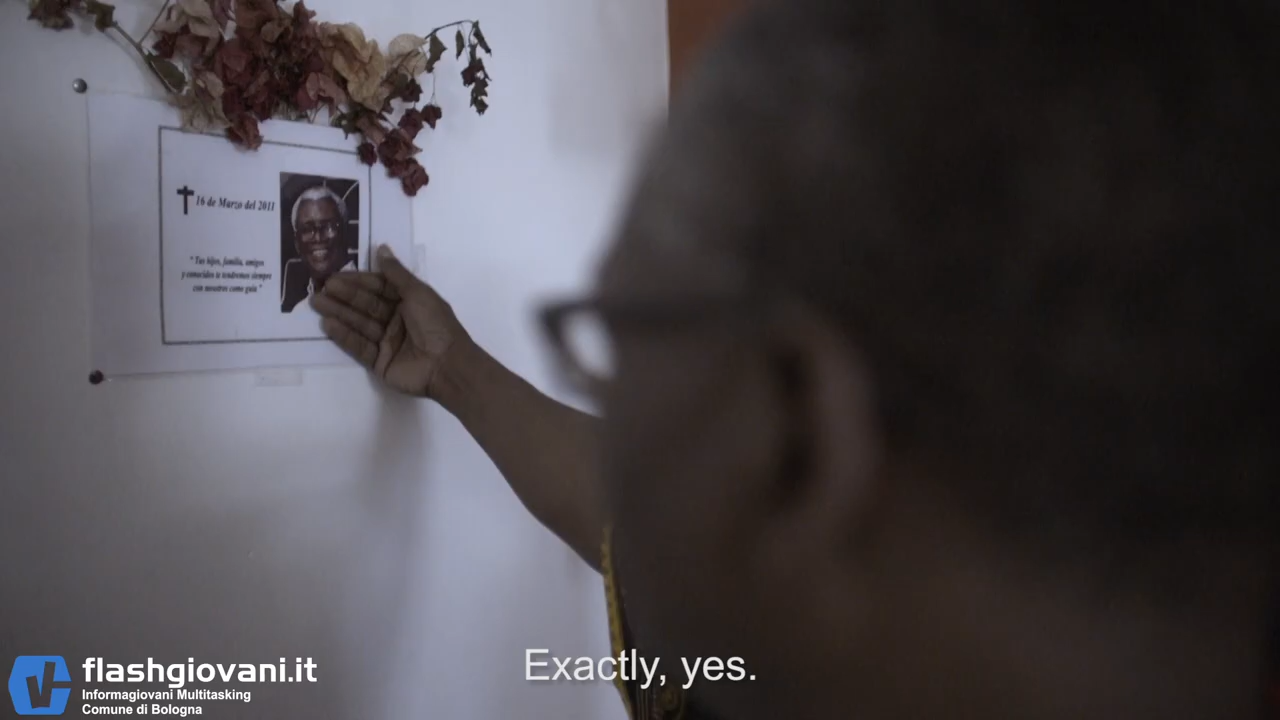 16 de Marzo del 2011
" Tus hijos, familia, amigos
y conocidos te tendremos siempre
con nosotros como guía "
Exactly, yes.
flashgiovani.it
Informagiovani Multitasking
Comune di Bologna